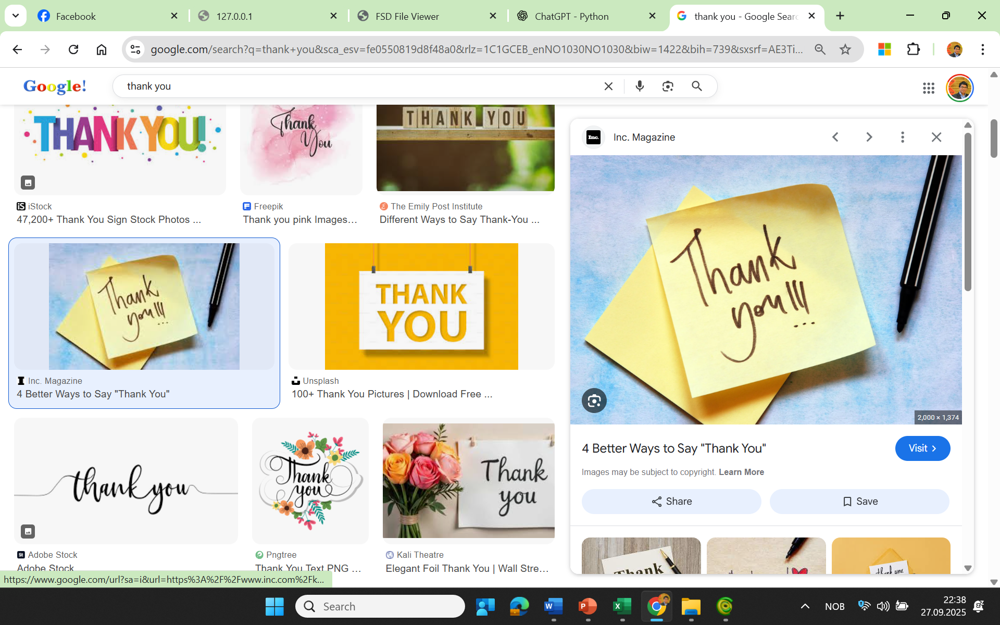 Facebook
127.0.0.1
FSD File Viewer
ChatGPT - Python
thank you - Google Sear
google.com/search?q=thank+you&sca_esv=fe0550819d8f48a0&rlz=1C1GCEB_enNO1030NO1030&biw=1422&bih=739&sxsrf=AE3Ti...
Google!
thank you
THANK YOU!
Thank
You
THANK YOU
iS iStock
47,200+ Thank You Sign Stock Photos ...
Freepik
Thank you pink Images...
The Emily Post Institute
Different Ways to Say Thank-You ...
Thank
you!!!
...
Inc. Magazine
4 Better Ways to Say "Thank You"
THANK
YOU
Unsplash
100+ Thank You Pictures | Download Free ...
thank you
St Adobe Stock
Adobe Stock
Thank
you
Pngtree
Thank You Text PNG ...
Thank
you
Kali Theatre
Elegant Foil Thank You | Wall Stre...
Inc. Inc. Magazine
Thank
you!!!
...
2,000 × 1,374
4 Better Ways to Say "Thank You"
Visit
Images may be subject to copyright. Learn More
Share
Save
Thank
thank you
https://www.google.com/url?sa=i&url=https%3A%2F%2Fwww.inc.com%2Fk...
Search
W
P
X
NOB
22:38
27.09.2025